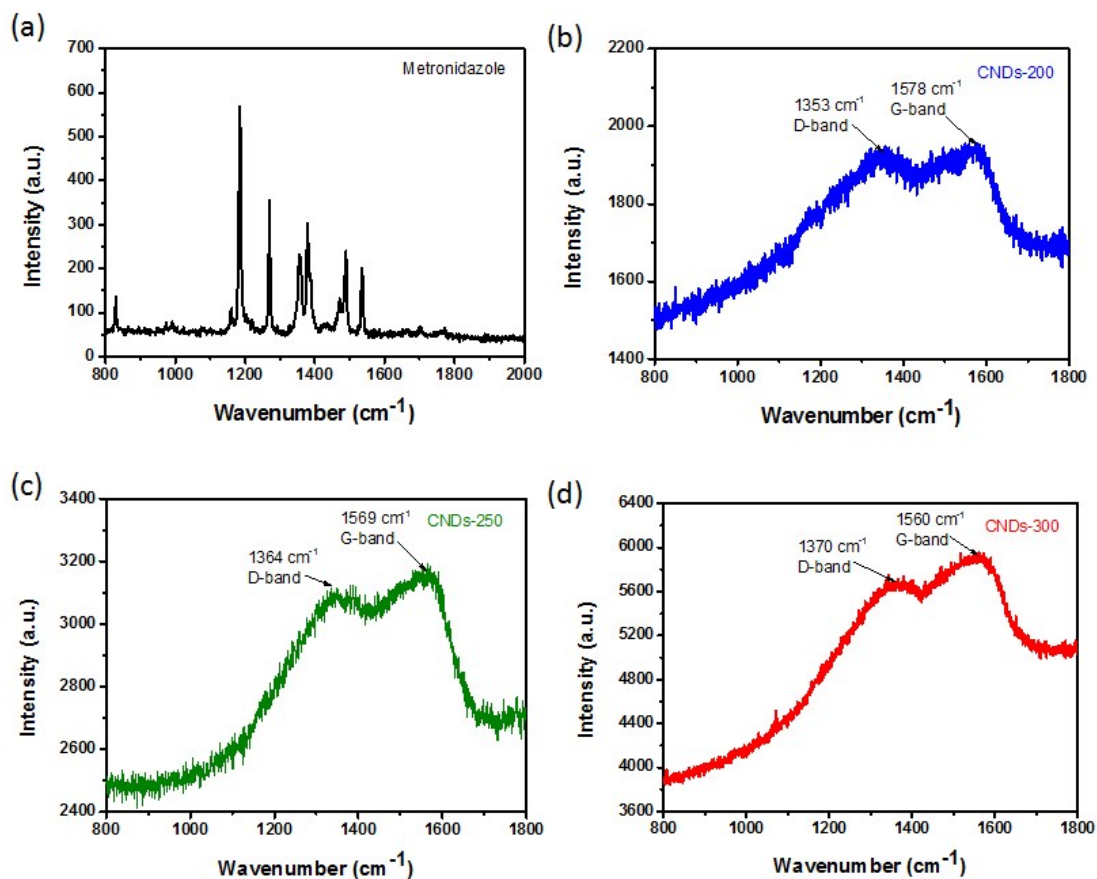 (a)
700
600
500
400
300
200
100
0
Intensity (a.u.)
Metronidazole
800 1000 1200 1400 1600 1800 2000
Wavenumber (cm⁻¹)
(b)
2200
2000
1800
1600
1400
Intensity (a.u.)
CNDs-200
1353 cm⁻¹
D-band
1578 cm⁻¹
G-band
800 1000 1200 1400 1600 1800
Wavenumber (cm⁻¹)
(c)
3400
3200
3000
2800
2600
2400
Intensity (a.u.)
CNDs-250
1569 cm⁻¹
G-band
1364 cm⁻¹
D-band
800 1000 1200 1400 1600 1800
Wavenumber (cm⁻¹)
(d)
6400
6000
5600
5200
4800
4400
4000
3600
Intensity (a.u.)
CNDs-300
1560 cm⁻¹
G-band
1370 cm⁻¹
D-band
800 1000 1200 1400 1600 1800
Wavenumber (cm⁻¹)